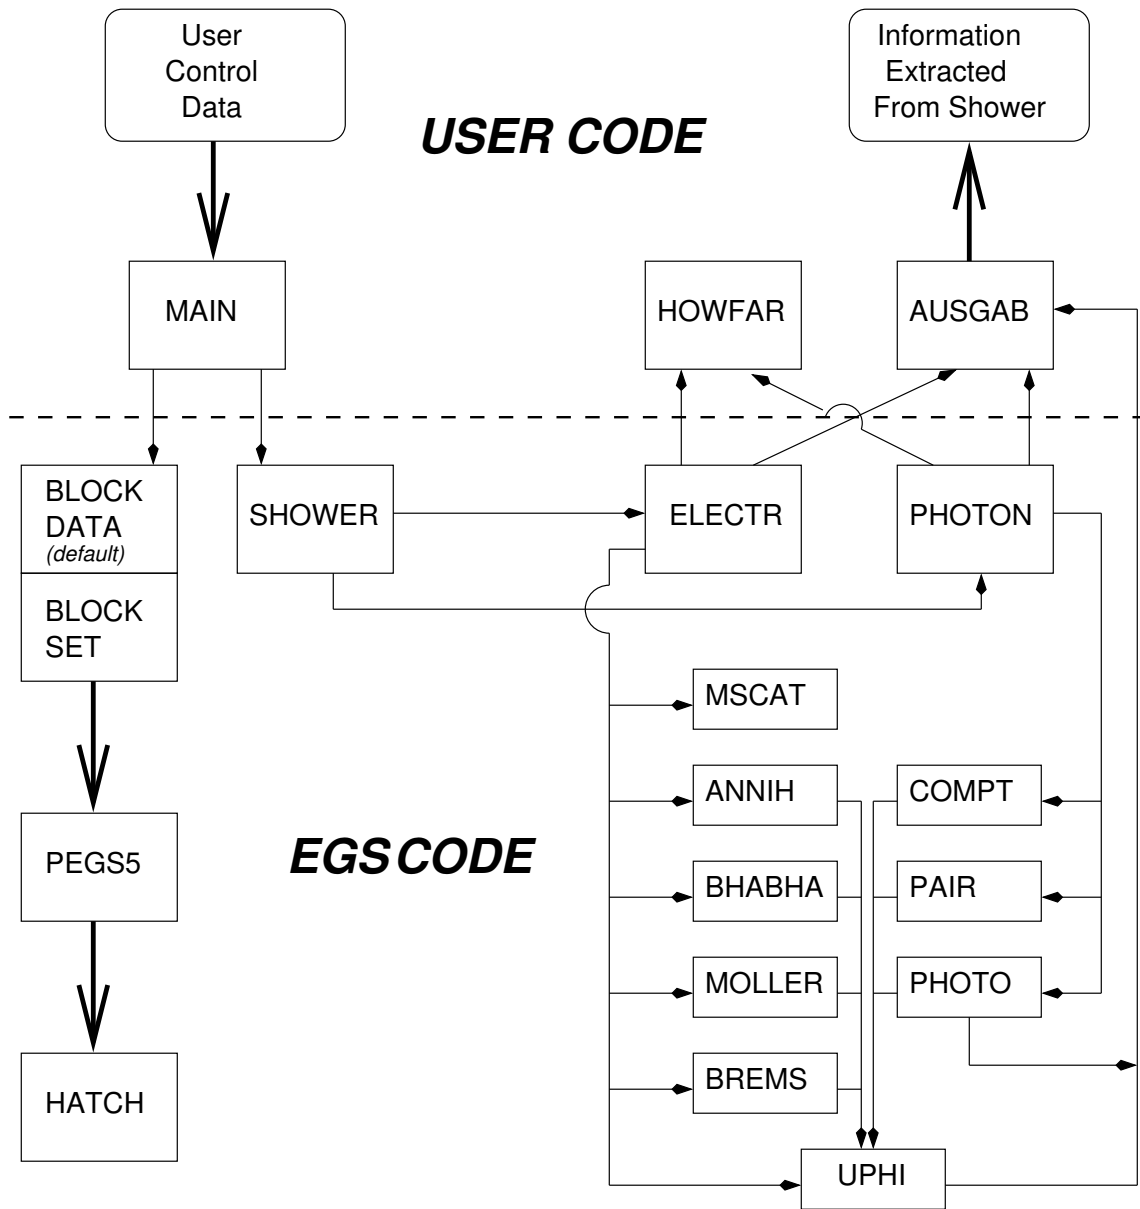 User
Control
Data
Information
Extracted
From Shower
USER CODE
MAIN
HOWFAR
AUSGAB
BLOCK
DATA
(default)
SHOWER
ELECTR
PHOTON
BLOCK
SET
MSCAT
ANNIH
COMPT
PEGS5
EGS CODE
BHABHA
PAIR
MOLLER
PHOTO
BREMS
HATCH
UPHI